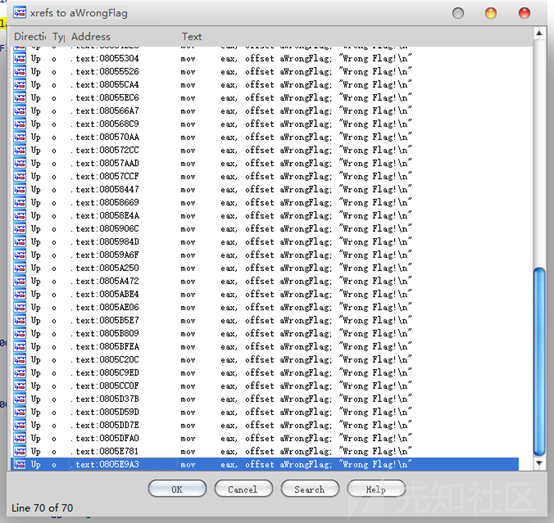 xrefs to aWrongFlag
Directic Typ Address Text
Up o .text:08055304 mov eax, offset aWrongFlag; "Wrong Flag!\n"
Up o .text:08055526 mov eax, offset aWrongFlag; "Wrong Flag!\n"
Up o .text:08055CA4 mov eax, offset aWrongFlag; "Wrong Flag!\n"
Up o .text:08055EC6 mov eax, offset aWrongFlag; "Wrong Flag!\n"
Up o .text:080566A7 mov eax, offset aWrongFlag; "Wrong Flag!\n"
Up o .text:080568C9 mov eax, offset aWrongFlag; "Wrong Flag!\n"
Up o .text:080570AA mov eax, offset aWrongFlag; "Wrong Flag!\n"
Up o .text:080572CC mov eax, offset aWrongFlag; "Wrong Flag!\n"
Up o .text:08057AAD mov eax, offset aWrongFlag; "Wrong Flag!\n"
Up o .text:08057CCF mov eax, offset aWrongFlag; "Wrong Flag!\n"
Up o .text:08058447 mov eax, offset aWrongFlag; "Wrong Flag!\n"
Up o .text:08058669 mov eax, offset aWrongFlag; "Wrong Flag!\n"
Up o .text:08058E4A mov eax, offset aWrongFlag; "Wrong Flag!\n"
Up o .text:0805906C mov eax, offset aWrongFlag; "Wrong Flag!\n"
Up o .text:0805984D mov eax, offset aWrongFlag; "Wrong Flag!\n"
Up o .text:08059A6F mov eax, offset aWrongFlag; "Wrong Flag!\n"
Up o .text:0805A250 mov eax, offset aWrongFlag; "Wrong Flag!\n"
Up o .text:0805A472 mov eax, offset aWrongFlag; "Wrong Flag!\n"
Up o .text:0805ABE4 mov eax, offset aWrongFlag; "Wrong Flag!\n"
Up o .text:0805AE06 mov eax, offset aWrongFlag; "Wrong Flag!\n"
Up o .text:0805B5E7 mov eax, offset aWrongFlag; "Wrong Flag!\n"
Up o .text:0805B809 mov eax, offset aWrongFlag; "Wrong Flag!\n"
Up o .text:0805BFEA mov eax, offset aWrongFlag; "Wrong Flag!\n"
Up o .text:0805C20C mov eax, offset aWrongFlag; "Wrong Flag!\n"
Up o .text:0805C9ED mov eax, offset aWrongFlag; "Wrong Flag!\n"
Up o .text:0805CC0F mov eax, offset aWrongFlag; "Wrong Flag!\n"
Up o .text:0805D37B mov eax, offset aWrongFlag; "Wrong Flag!\n"
Up o .text:0805D59D mov eax, offset aWrongFlag; "Wrong Flag!\n"
Up o .text:0805DD7E mov eax, offset aWrongFlag; "Wrong Flag!\n"
Up o .text:0805DFA0 mov eax, offset aWrongFlag; "Wrong Flag!\n"
Up o .text:0805E781 mov eax, offset aWrongFlag; "Wrong Flag!\n"
Up o .text:0805E9A3 mov eax, offset aWrongFlag; "Wrong Flag!\n"
OK Cancel Search Help
Line 70 of 70
先知社区